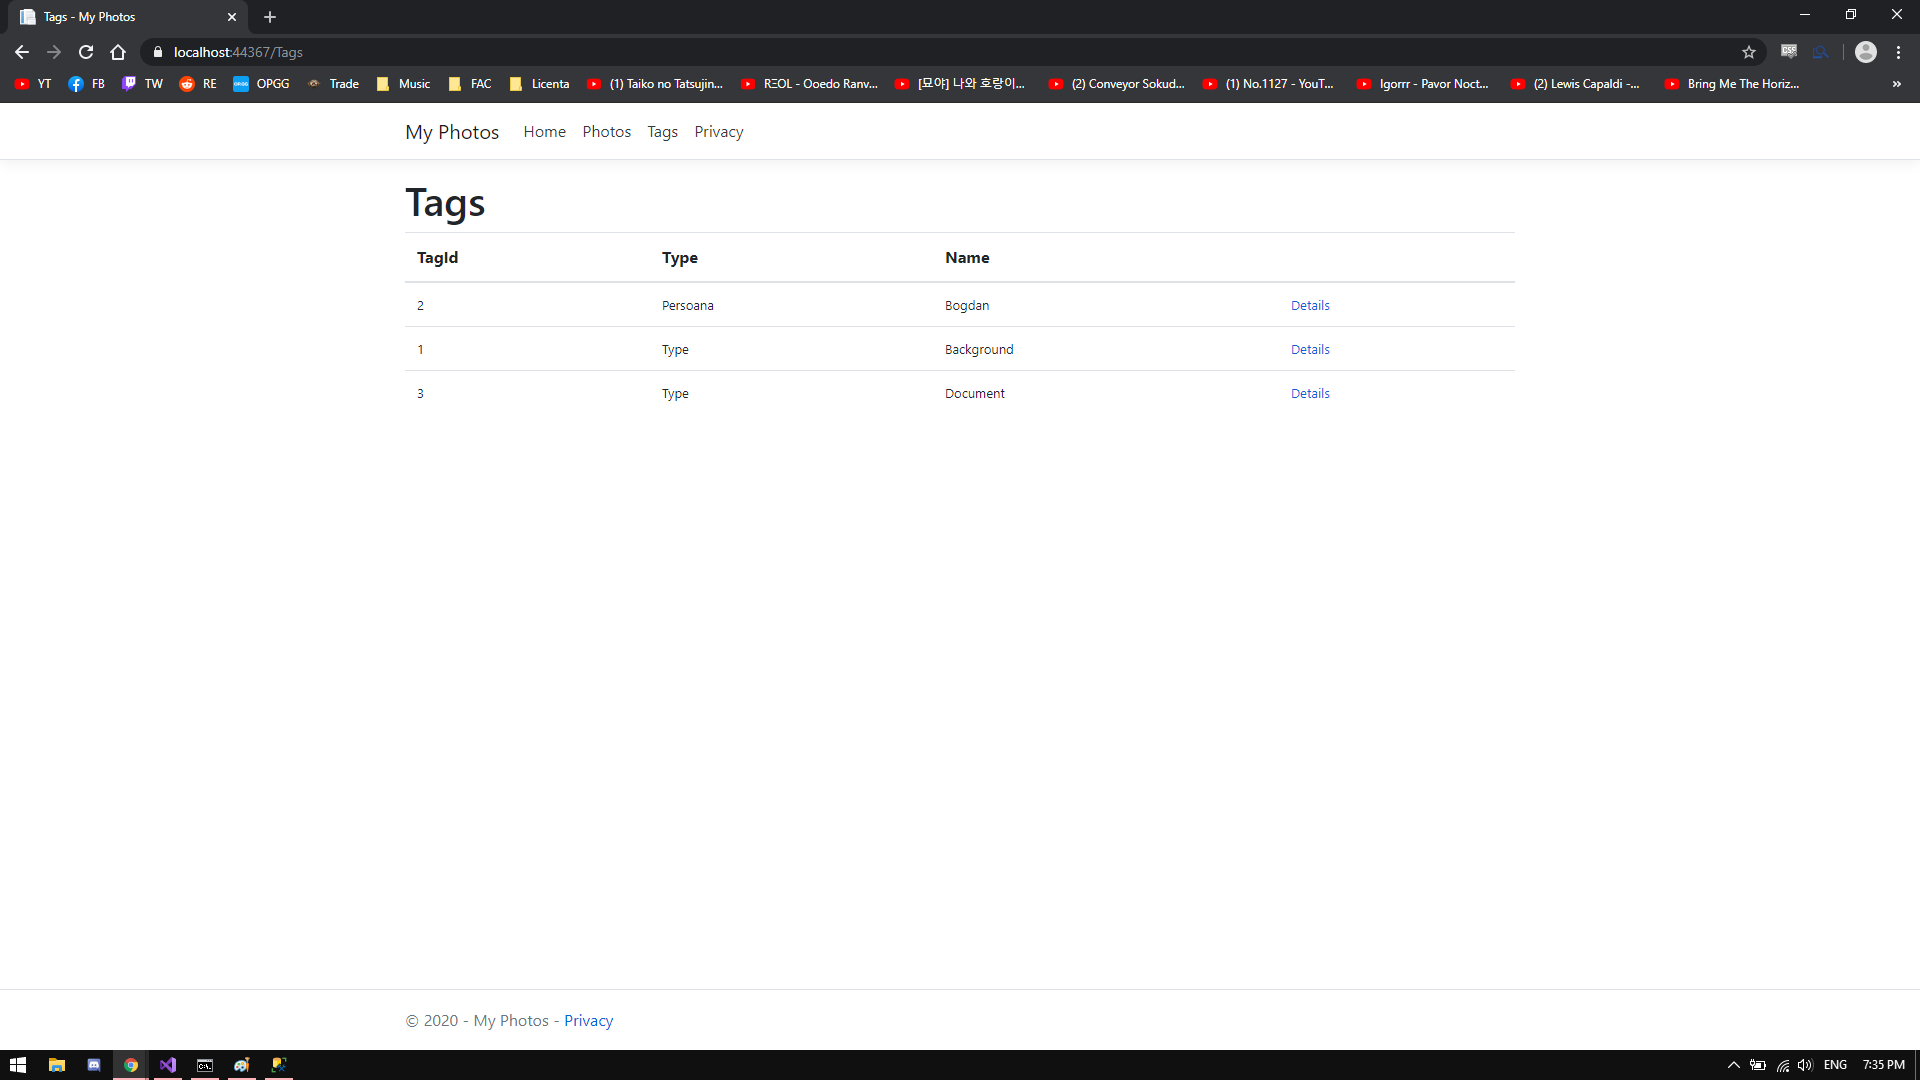 Tags - My Photos
localhost:44367/Tags
YT FB TW RE OPGG Trade Music FAC Licenta (1) Taiko no Tatsujin... RΞOL - Ooedo Ranv... [묘야] 나와 호랑이... (2) Conveyor Sokud... (1) No.1127 - YouT... Igorrr - Pavor Noct... (2) Lewis Capaldi -... Bring Me The Horiz... »
My Photos Home Photos Tags Privacy
Tags
TagId Type Name
2 Persoana Bogdan Details
1 Type Background Details
3 Type Document Details
© 2020 - My Photos - Privacy
ENG 7:35 PM